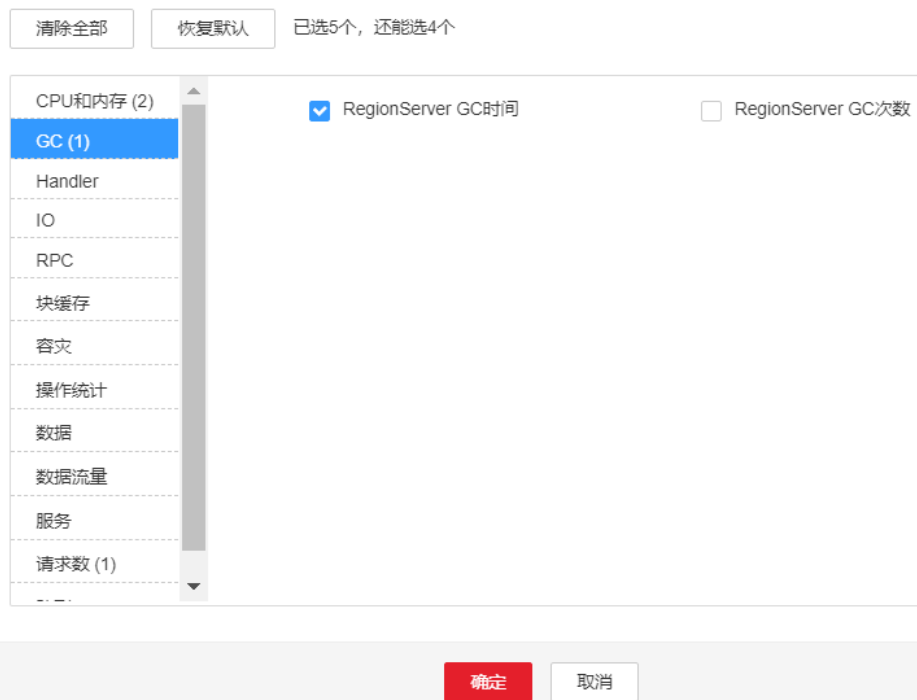 清除全部 恢复默认 已选5个，还能选4个
CPU和内存 (2)
GC (1)
Handler
IO
RPC
块缓存
容灾
操作统计
数据
数据流量
服务
请求数 (1)
RegionServer GC时间 RegionServer GC次数
确定 取消